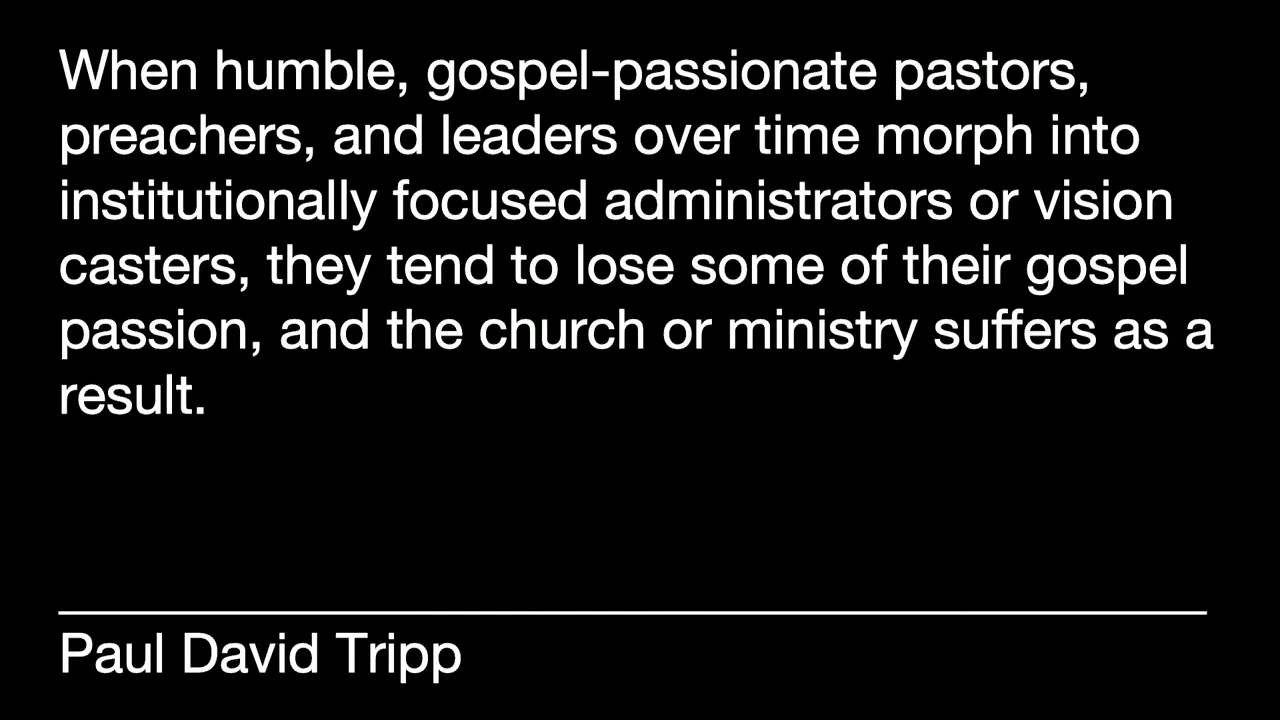 When humble, gospel-passionate pastors,
preachers, and leaders over time morph into
institutionally focused administrators or vision
casters, they tend to lose some of their gospel
passion, and the church or ministry suffers as a
result.
Paul David Tripp